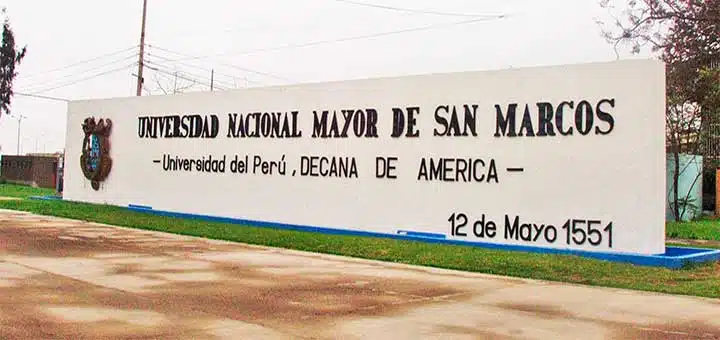 UNIVERSIDAD NACIONAL MAYOR DE SAN MARCOS
- Universidad del Perú, DECANA DE AMERICA -
12 de Mayo 1551